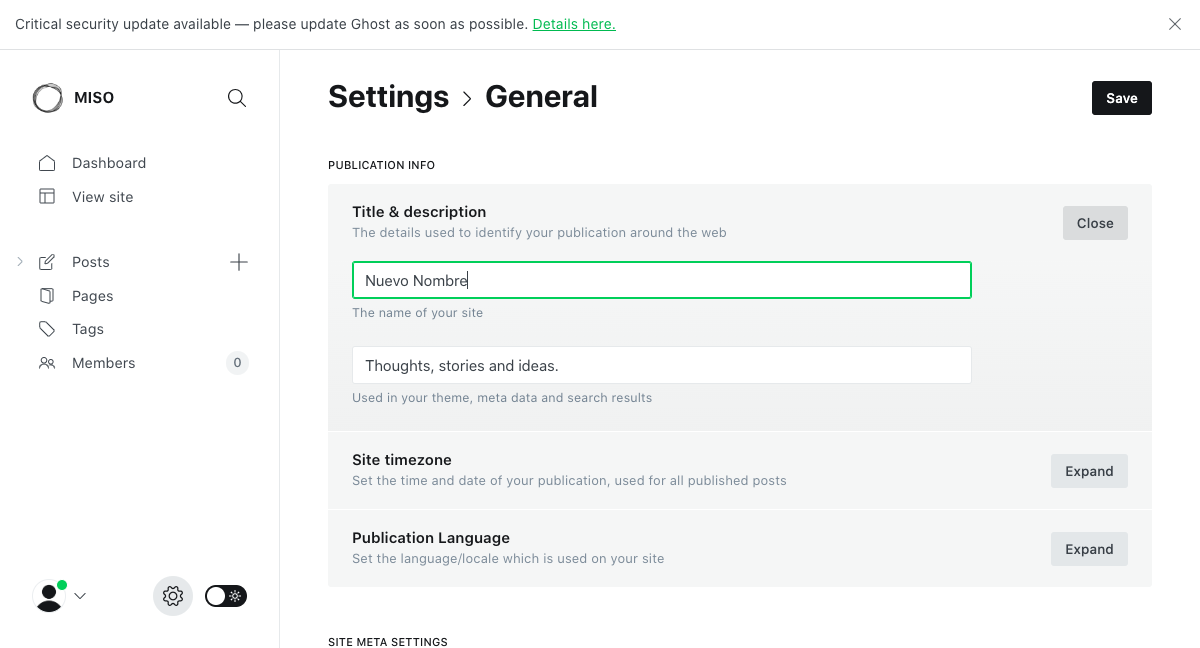 Critical security update available — please update Ghost as soon as possible. Details here.
MISO
Dashboard
View site
Posts
Pages
Tags
Members 0
Settings > General
Save
PUBLICATION INFO
Title & description
The details used to identify your publication around the web
Close
Nuevo Nombre
The name of your site
Thoughts, stories and ideas.
Used in your theme, meta data and search results
Site timezone
Set the time and date of your publication, used for all published posts
Expand
Publication Language
Set the language/locale which is used on your site
Expand
SITE META SETTINGS